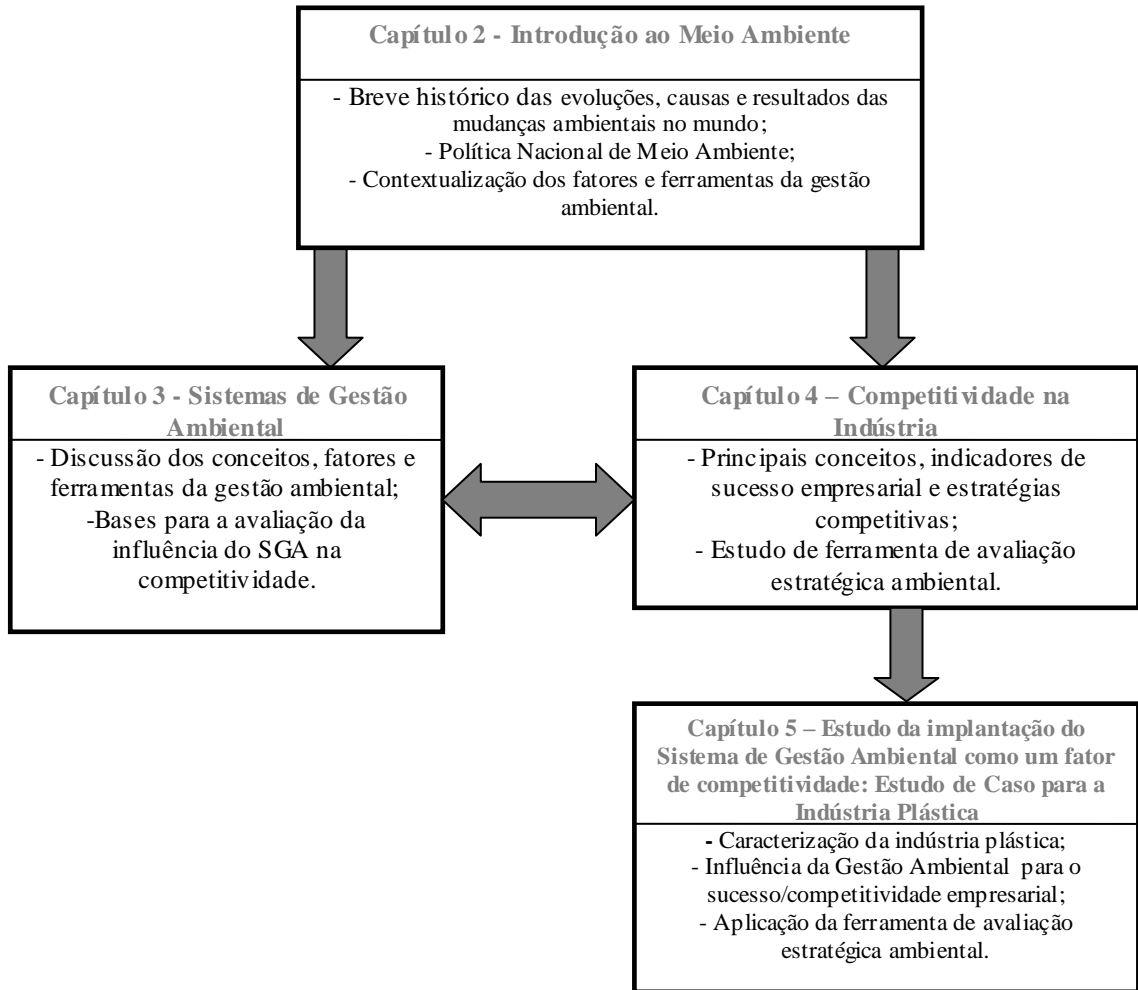 Capítulo 2 - Introdução ao Meio Ambiente
- Breve histórico das evoluções, causas e resultados das
mudanças ambientais no mundo;
- Política Nacional de Meio Ambiente;
- Contextualização dos fatores e ferramentas da gestão
ambiental.
Capítulo 3 - Sistemas de Gestão
Ambiental
- Discussão dos conceitos, fatores e
ferramentas da gestão ambiental;
-Bases para a avaliação da
influência do SGA na
competitividade.
Capítulo 4 – Competitividade na
Indústria
- Principais conceitos, indicadores de
sucesso empresarial e estratégias
competitivas;
- Estudo de ferramenta de avaliação
estratégica ambiental.
Capítulo 5 – Estudo da implantação do
Sistema de Gestão Ambiental como um fator
de competitividade: Estudo de Caso para a
Indústria Plástica
- Caracterização da indústria plástica;
- Influência da Gestão Ambiental para o
sucesso/competitividade empresarial;
- Aplicação da ferramenta de avaliação
estratégica ambiental.